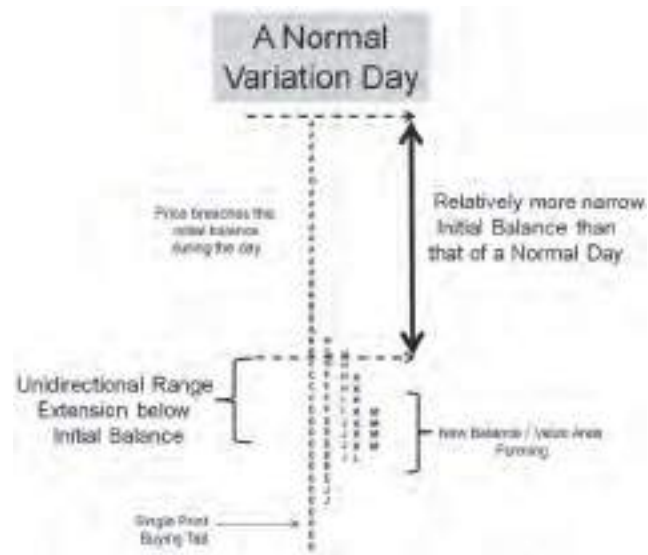 A Normal
Variation Day
Price breaches the
initial balance
during the day
Relatively more narrow
Initial Balance than
that of a Normal Day
Unidirectional Range
Extension below
Initial Balance
New Balance / Value Area
Forming
Single Print
Buying Tail